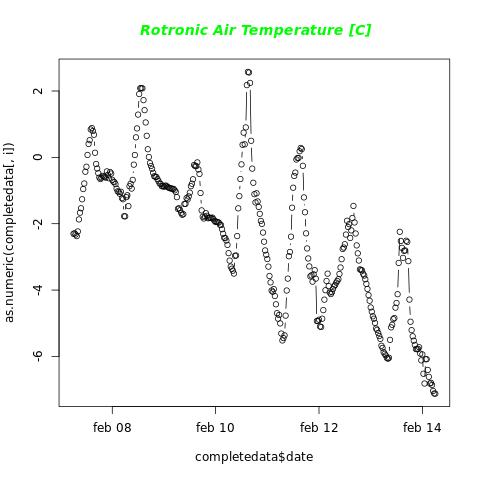 Rotronic Air Temperature [C]
as.numeric(completedata[, i])
2
0
-2
-4
-6
feb 08
feb 10
feb 12
feb 14
completedata$date